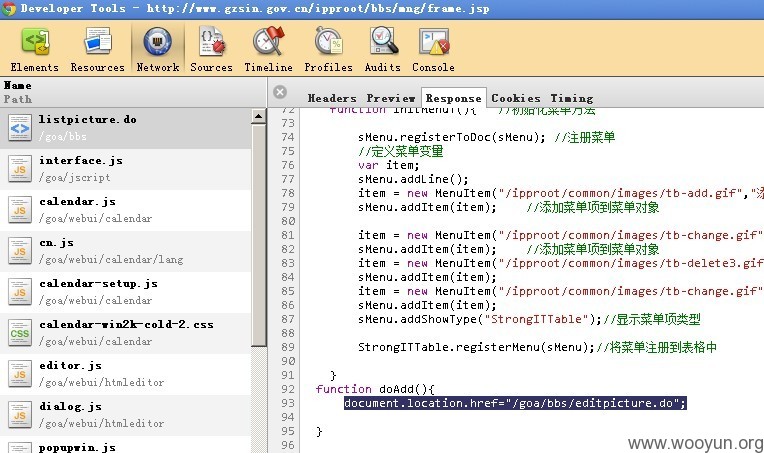 Developer Tools - http://www.gzsin.gov.cn/ipproot/bbs/mng/frame.jsp
Elements Resources Network Sources Timeline Profiles Audits Console
Name
Path
Headers Preview Response Cookies Timing
listpicture.do
/goa/bbs
interface.js
/goa/jscript
calendar.js
/goa/webui/calendar
cn.js
/goa/webui/calendar/lang
calendar-setup.js
/goa/webui/calendar
calendar-win2k-cold-2.css
/goa/webui/calendar
editor.js
/goa/webui/htmleditor
dialog.js
/goa/webui/htmleditor
popupwin.js
72 function initMenu1(){ //初始化菜单方法
73
74 sMenu.registerToDoc(sMenu); //注册菜单
75 //定义菜单变量
76 var item;
77 sMenu.addLine();
78 item = new MenuItem("/ipproot/common/images/tb-add.gif","添
79 sMenu.addItem(item); //添加菜单项到菜单对象
80
81 item = new MenuItem("/ipproot/common/images/tb-change.gif"
82 sMenu.addItem(item); //添加菜单项到菜单对象
83 item = new MenuItem("/ipproot/common/images/tb-delete3.gif
84 sMenu.addItem(item);
85 item = new MenuItem("/ipproot/common/images/tb-change.gif"
86 sMenu.addItem(item);
87 sMenu.addShowType("StrongITTable");//显示菜单项类型
88
89 StrongITTable.registerMenu(sMenu);//将菜单注册到表格中
90
91 }
92 function doAdd(){
93 document.location.href="/goa/bbs/editpicture.do";
94
95 }
96
www.wooyun.org